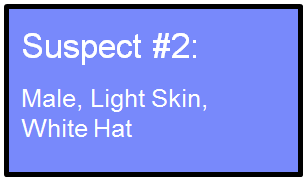 Suspect #2:
Male, Light Skin,
White Hat